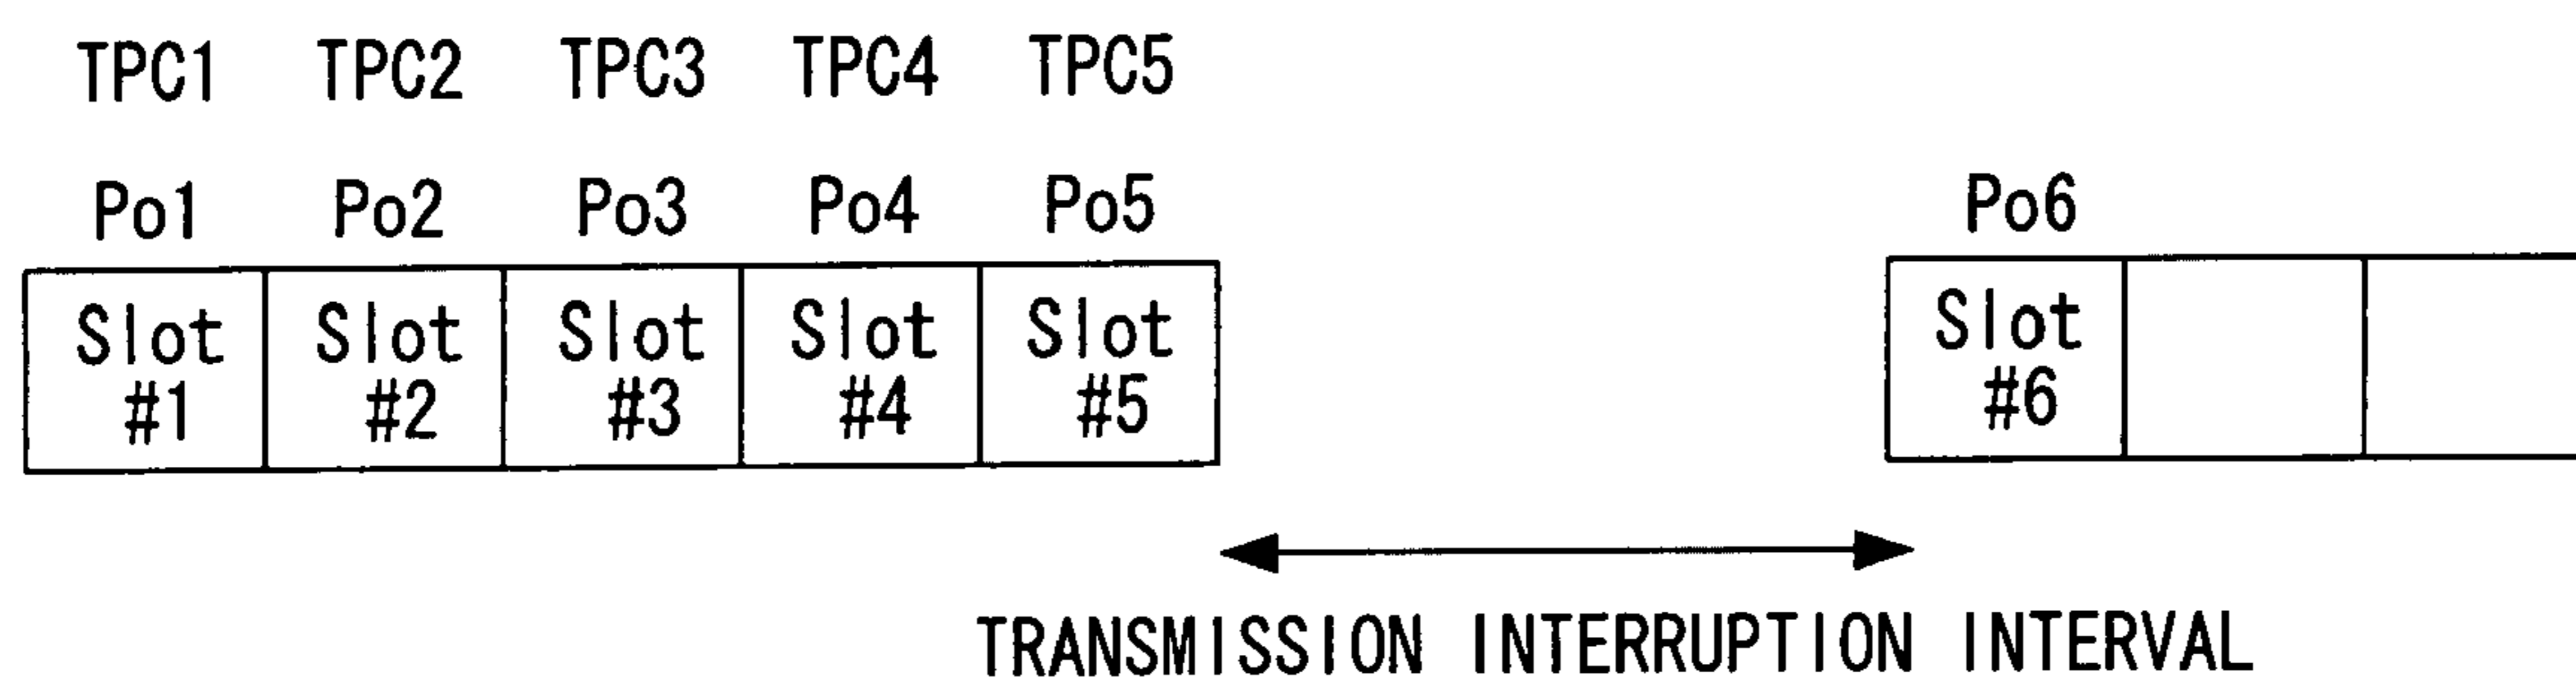 TPC1 TPC2 TPC3 TPC4 TPC5
Po1 Po2 Po3 Po4 Po5 Po6
Slot Slot Slot Slot Slot Slot
#1 #2 #3 #4 #5 #6
TRANSMISSION INTERRUPTION INTERVAL